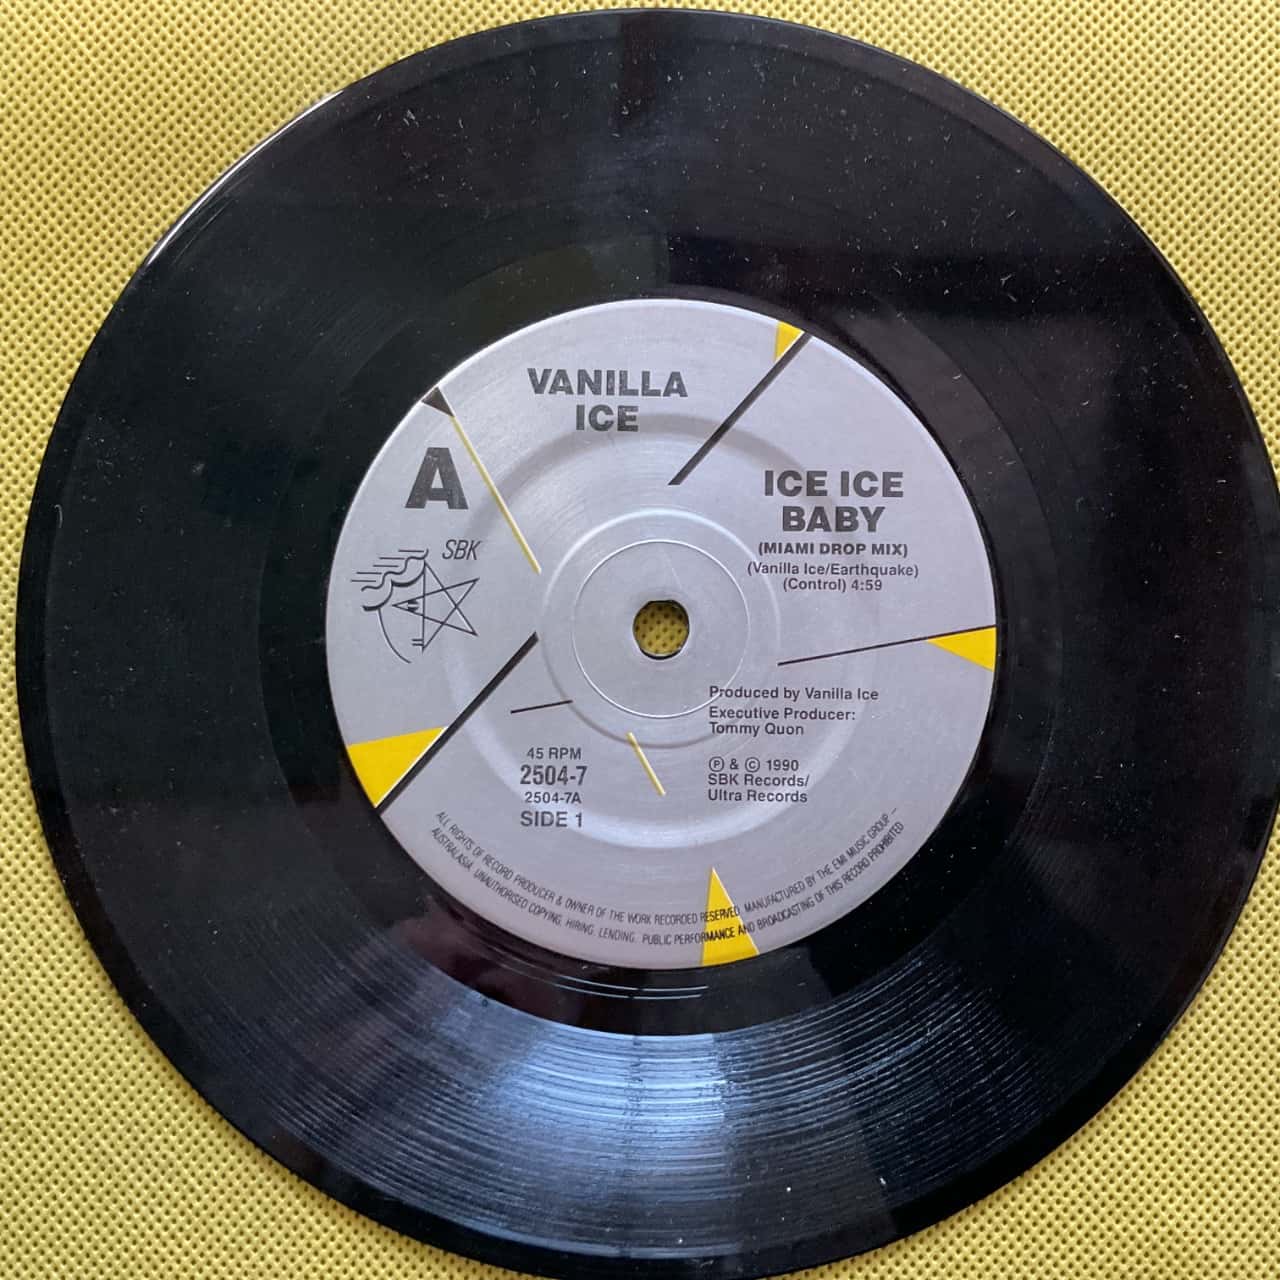 VANILLA
ICE
A
SBK
ICE ICE
BABY
(MIAMI DROP MIX)
(Vanilla Ice/Earthquake)
(Control) 4:59
Produced by Vanilla Ice
Executive Producer:
Tommy Quon
45 RPM
2504-7
2504-7A
SIDE 1
Ⓟ & © 1990
SBK Records/
Ultra Records
ALL RIGHTS OF RECORD PRODUCER & OWNER OF THE WORK RECORDED RESERVED. MANUFACTURED BY THE EMI MUSIC GROUP –
AUSTRALASIA. UNAUTHORISED COPYING, HIRING, LENDING, PUBLIC PERFORMANCE AND BROADCASTING OF THIS RECORD PROHIBITED